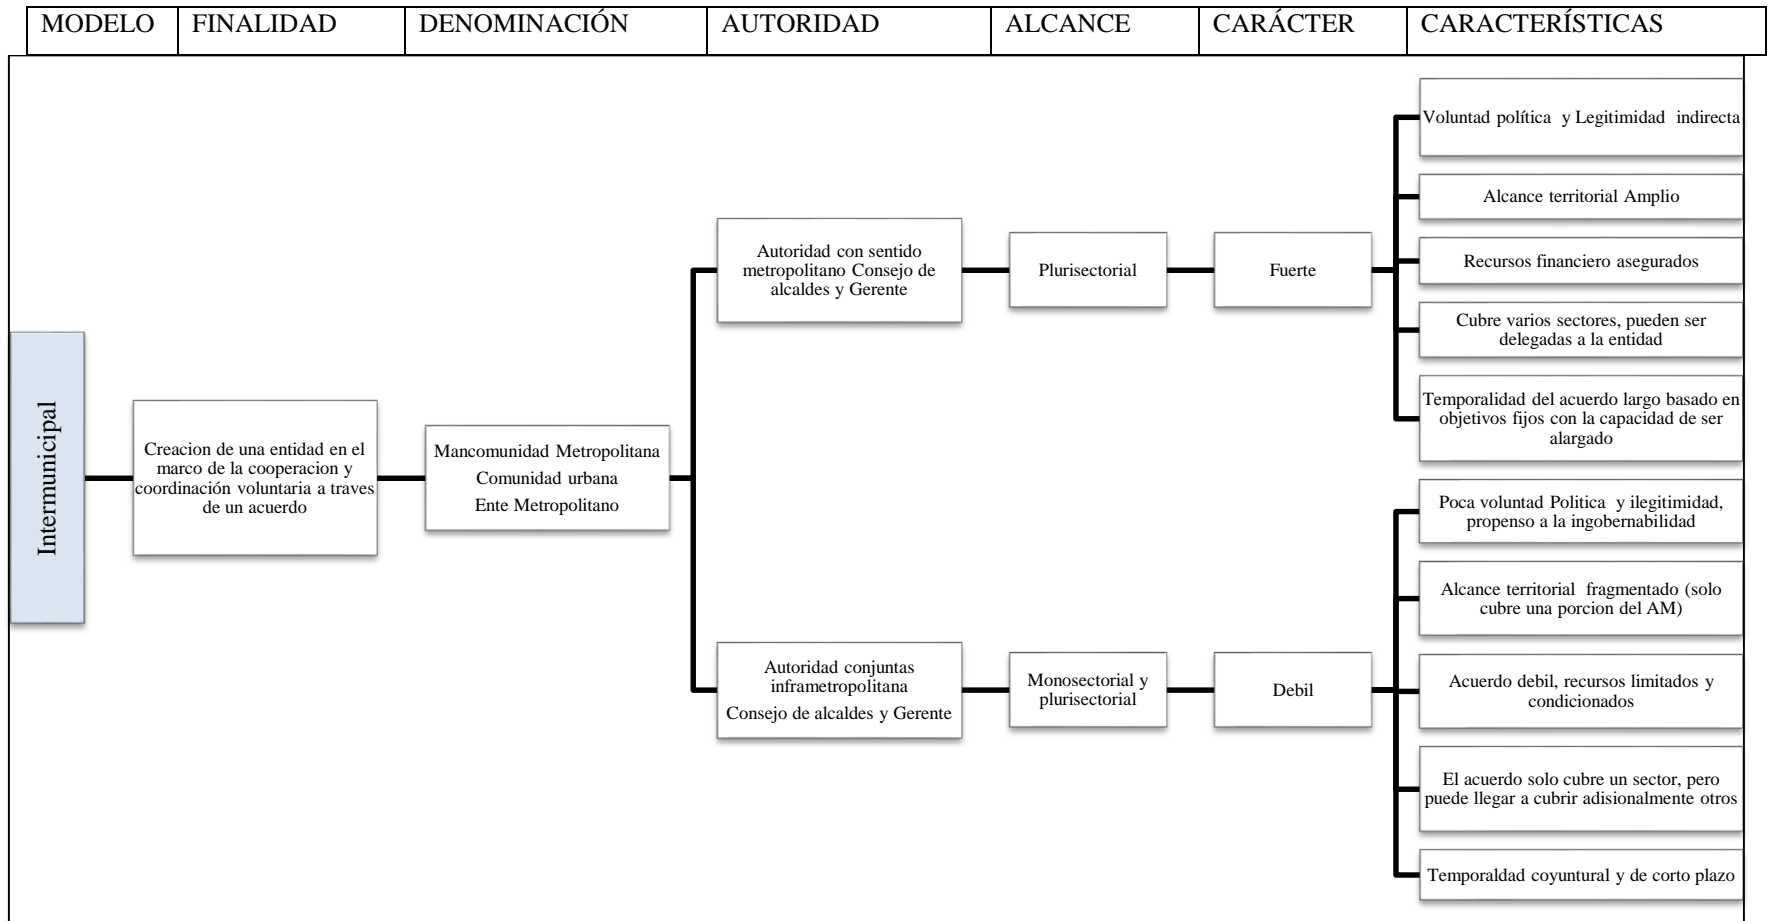 MODELO FINALIDAD DENOMINACIÓN AUTORIDAD ALCANCE CARÁCTER CARACTERÍSTICAS
Intermunicipal
Creacion de una entidad en el
marco de la cooperacion y
coordinación voluntaria a traves
de un acuerdo
Mancomunidad Metropolitana
Comunidad urbana
Ente Metropolitano
Autoridad con sentido
metropolitano Consejo de
alcaldes y Gerente
Plurisectorial
Fuerte
Voluntad política y Legitimidad indirecta
Alcance territorial Amplio
Recursos financiero asegurados
Cubre varios sectores, pueden ser
delegadas a la entidad
Temporalidad del acuerdo largo basado en
objetivos fijos con la capacidad de ser
alargado
Autoridad conjuntas
inframetropolitana
Consejo de alcaldes y Gerente
Monosectorial y
plurisectorial
Debil
Poca voluntad Politica y ilegitimidad,
propenso a la ingobernabilidad
Alcance territorial fragmentado (solo
cubre una porcion del AM)
Acuerdo debil, recursos limitados y
condicionados
El acuerdo solo cubre un sector, pero
puede llegar a cubrir adisionalmente otros
Temporaldad coyuntural y de corto plazo